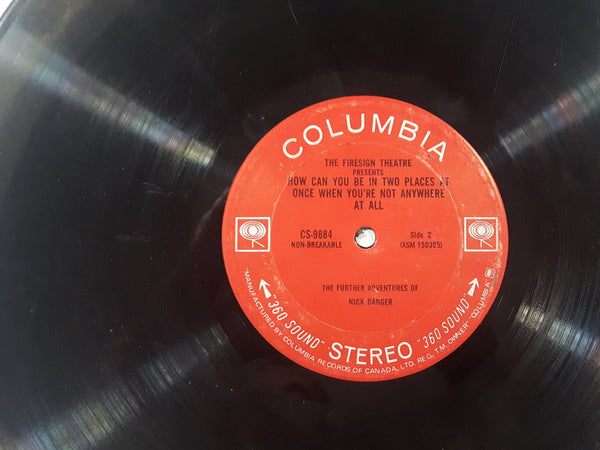 COLUMBIA
THE FIRESIGN THEATRE
PRESENTS
HOW CAN YOU BE IN TWO PLACES AT
ONCE WHEN YOU'RE NOT ANYWHERE
AT ALL
CS-9884
NON-BREAKABLE
Side 2
(XSM 150385)
THE FURTHER ADVENTURES OF
NICK DANGER
"360 SOUND" STEREO "360 SOUND"
"MANUFACTURED BY COLUMBIA RECORDS OF CANADA, LTD. REG. T.M. OWNER "COLUMBIA"